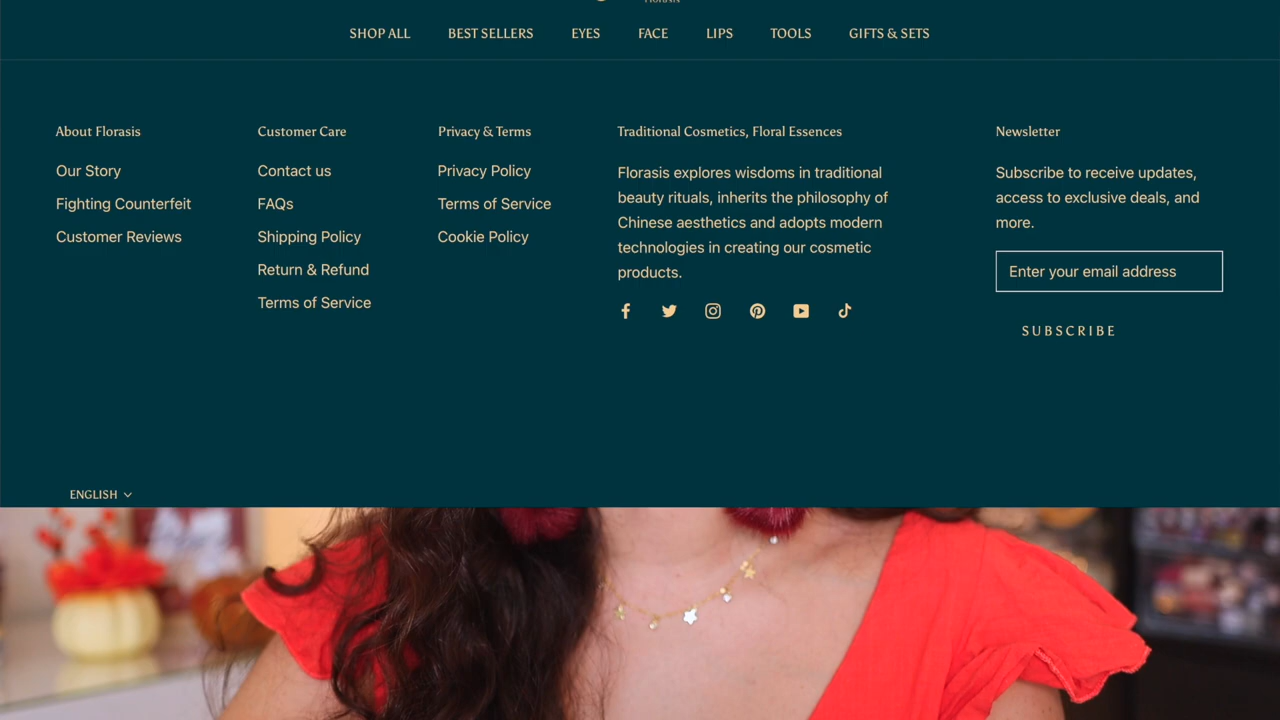 SHOP ALL BEST SELLERS EYES FACE LIPS TOOLS GIFTS & SETS
About Florasis
Our Story
Fighting Counterfeit
Customer Reviews
Customer Care
Contact us
FAQs
Shipping Policy
Return & Refund
Terms of Service
Privacy & Terms
Privacy Policy
Terms of Service
Cookie Policy
Traditional Cosmetics, Floral Essences
Florasis explores wisdoms in traditional
beauty rituals, inherits the philosophy of
Chinese aesthetics and adopts modern
technologies in creating our cosmetic
products.
Newsletter
Subscribe to receive updates,
access to exclusive deals, and
more.
Enter your email address
SUBSCRIBE
ENGLISH